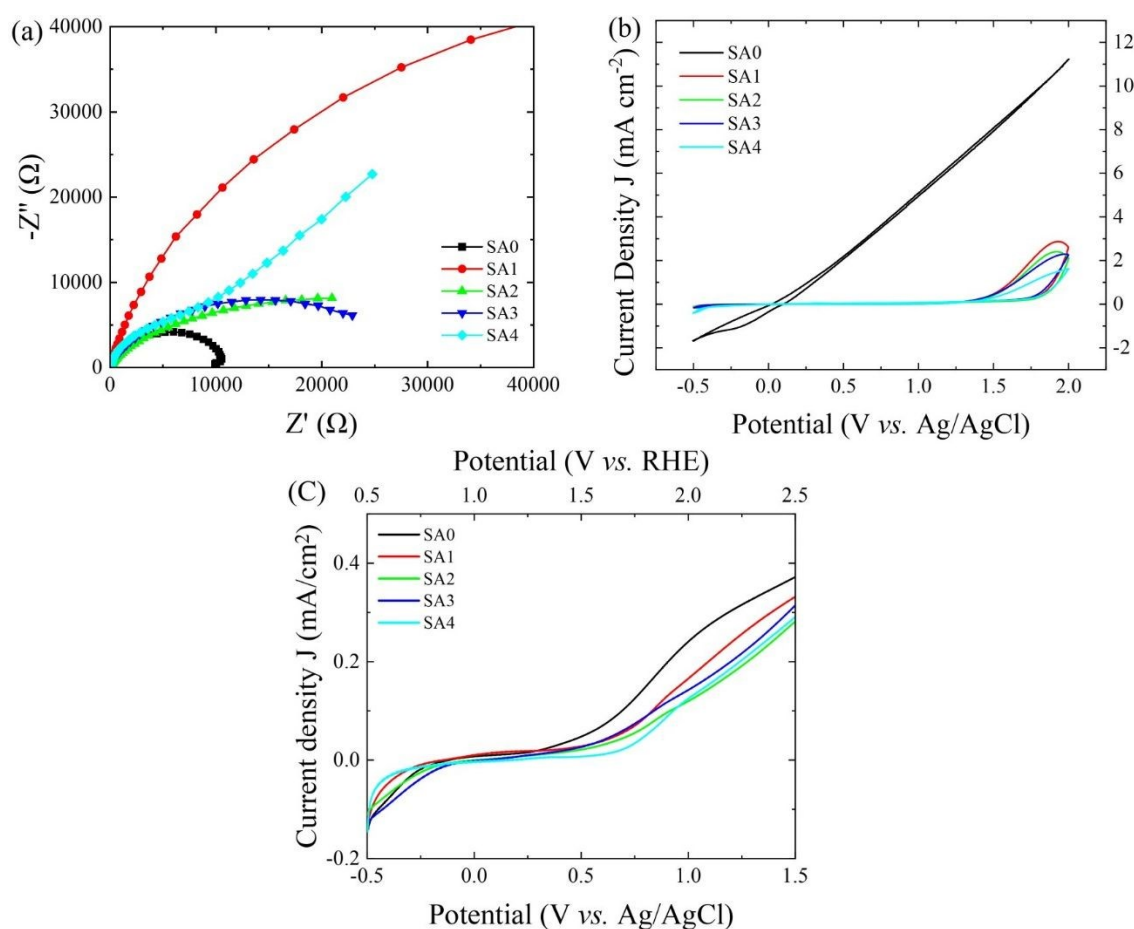 (a)
40000
30000
20000
10000
0
-Z″ (Ω)
SA0
SA1
SA2
SA3
SA4
0 10000 20000 30000 40000
Z' (Ω)
(b)
Current Density J (mA cm-2)
SA0
SA1
SA2
SA3
SA4
12
10
8
6
4
2
0
-2
-0.5 0.0 0.5 1.0 1.5 2.0
Potential (V vs. Ag/AgCl)
Potential (V vs. RHE)
(C)
0.5 1.0 1.5 2.0 2.5
SA0
SA1
SA2
SA3
SA4
0.4
0.2
0.0
-0.2
Current density J (mA/cm²)
-0.5 0.0 0.5 1.0 1.5
Potential (V vs. Ag/AgCl)